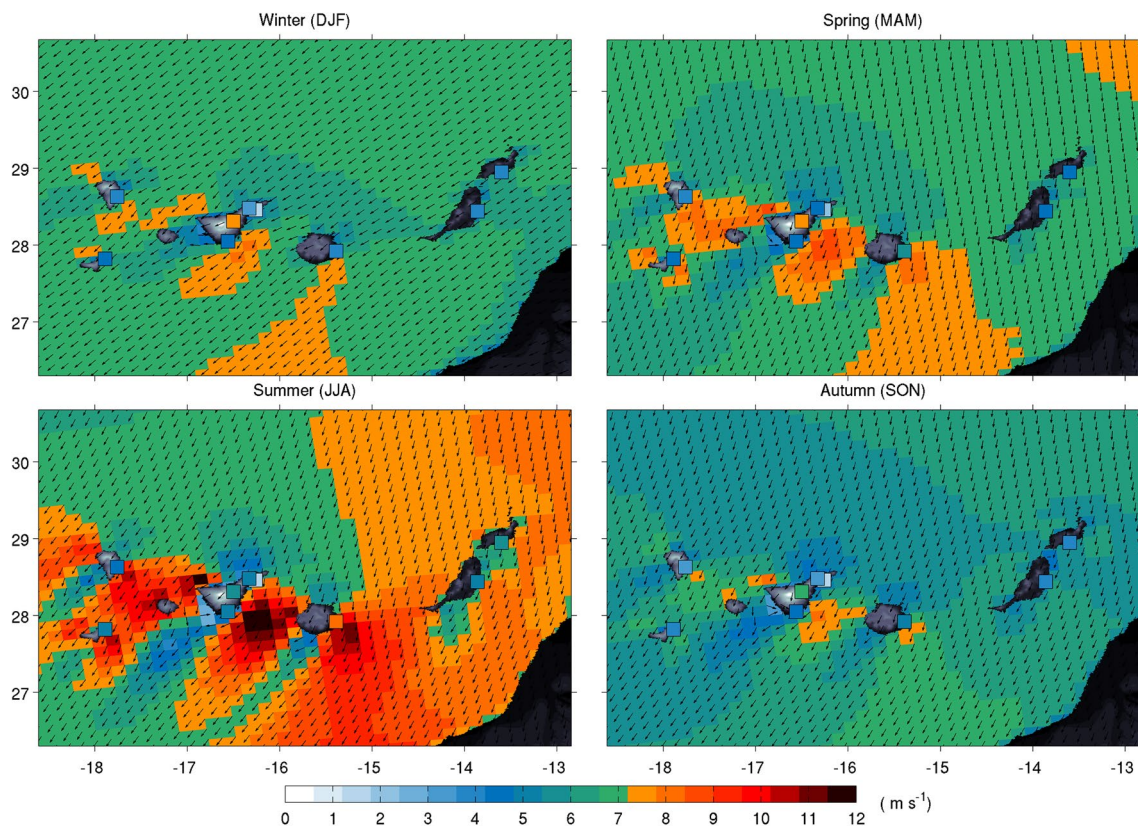 Winter (DJF) Spring (MAM)
30
29
28
27
Summer (JJA) Autumn (SON)
30
29
28
27
-18 -17 -16 -15 -14 -13 -18 -17 -16 -15 -14 -13
0 1 2 3 4 5 6 7 8 9 10 11 12 ( m s⁻¹)